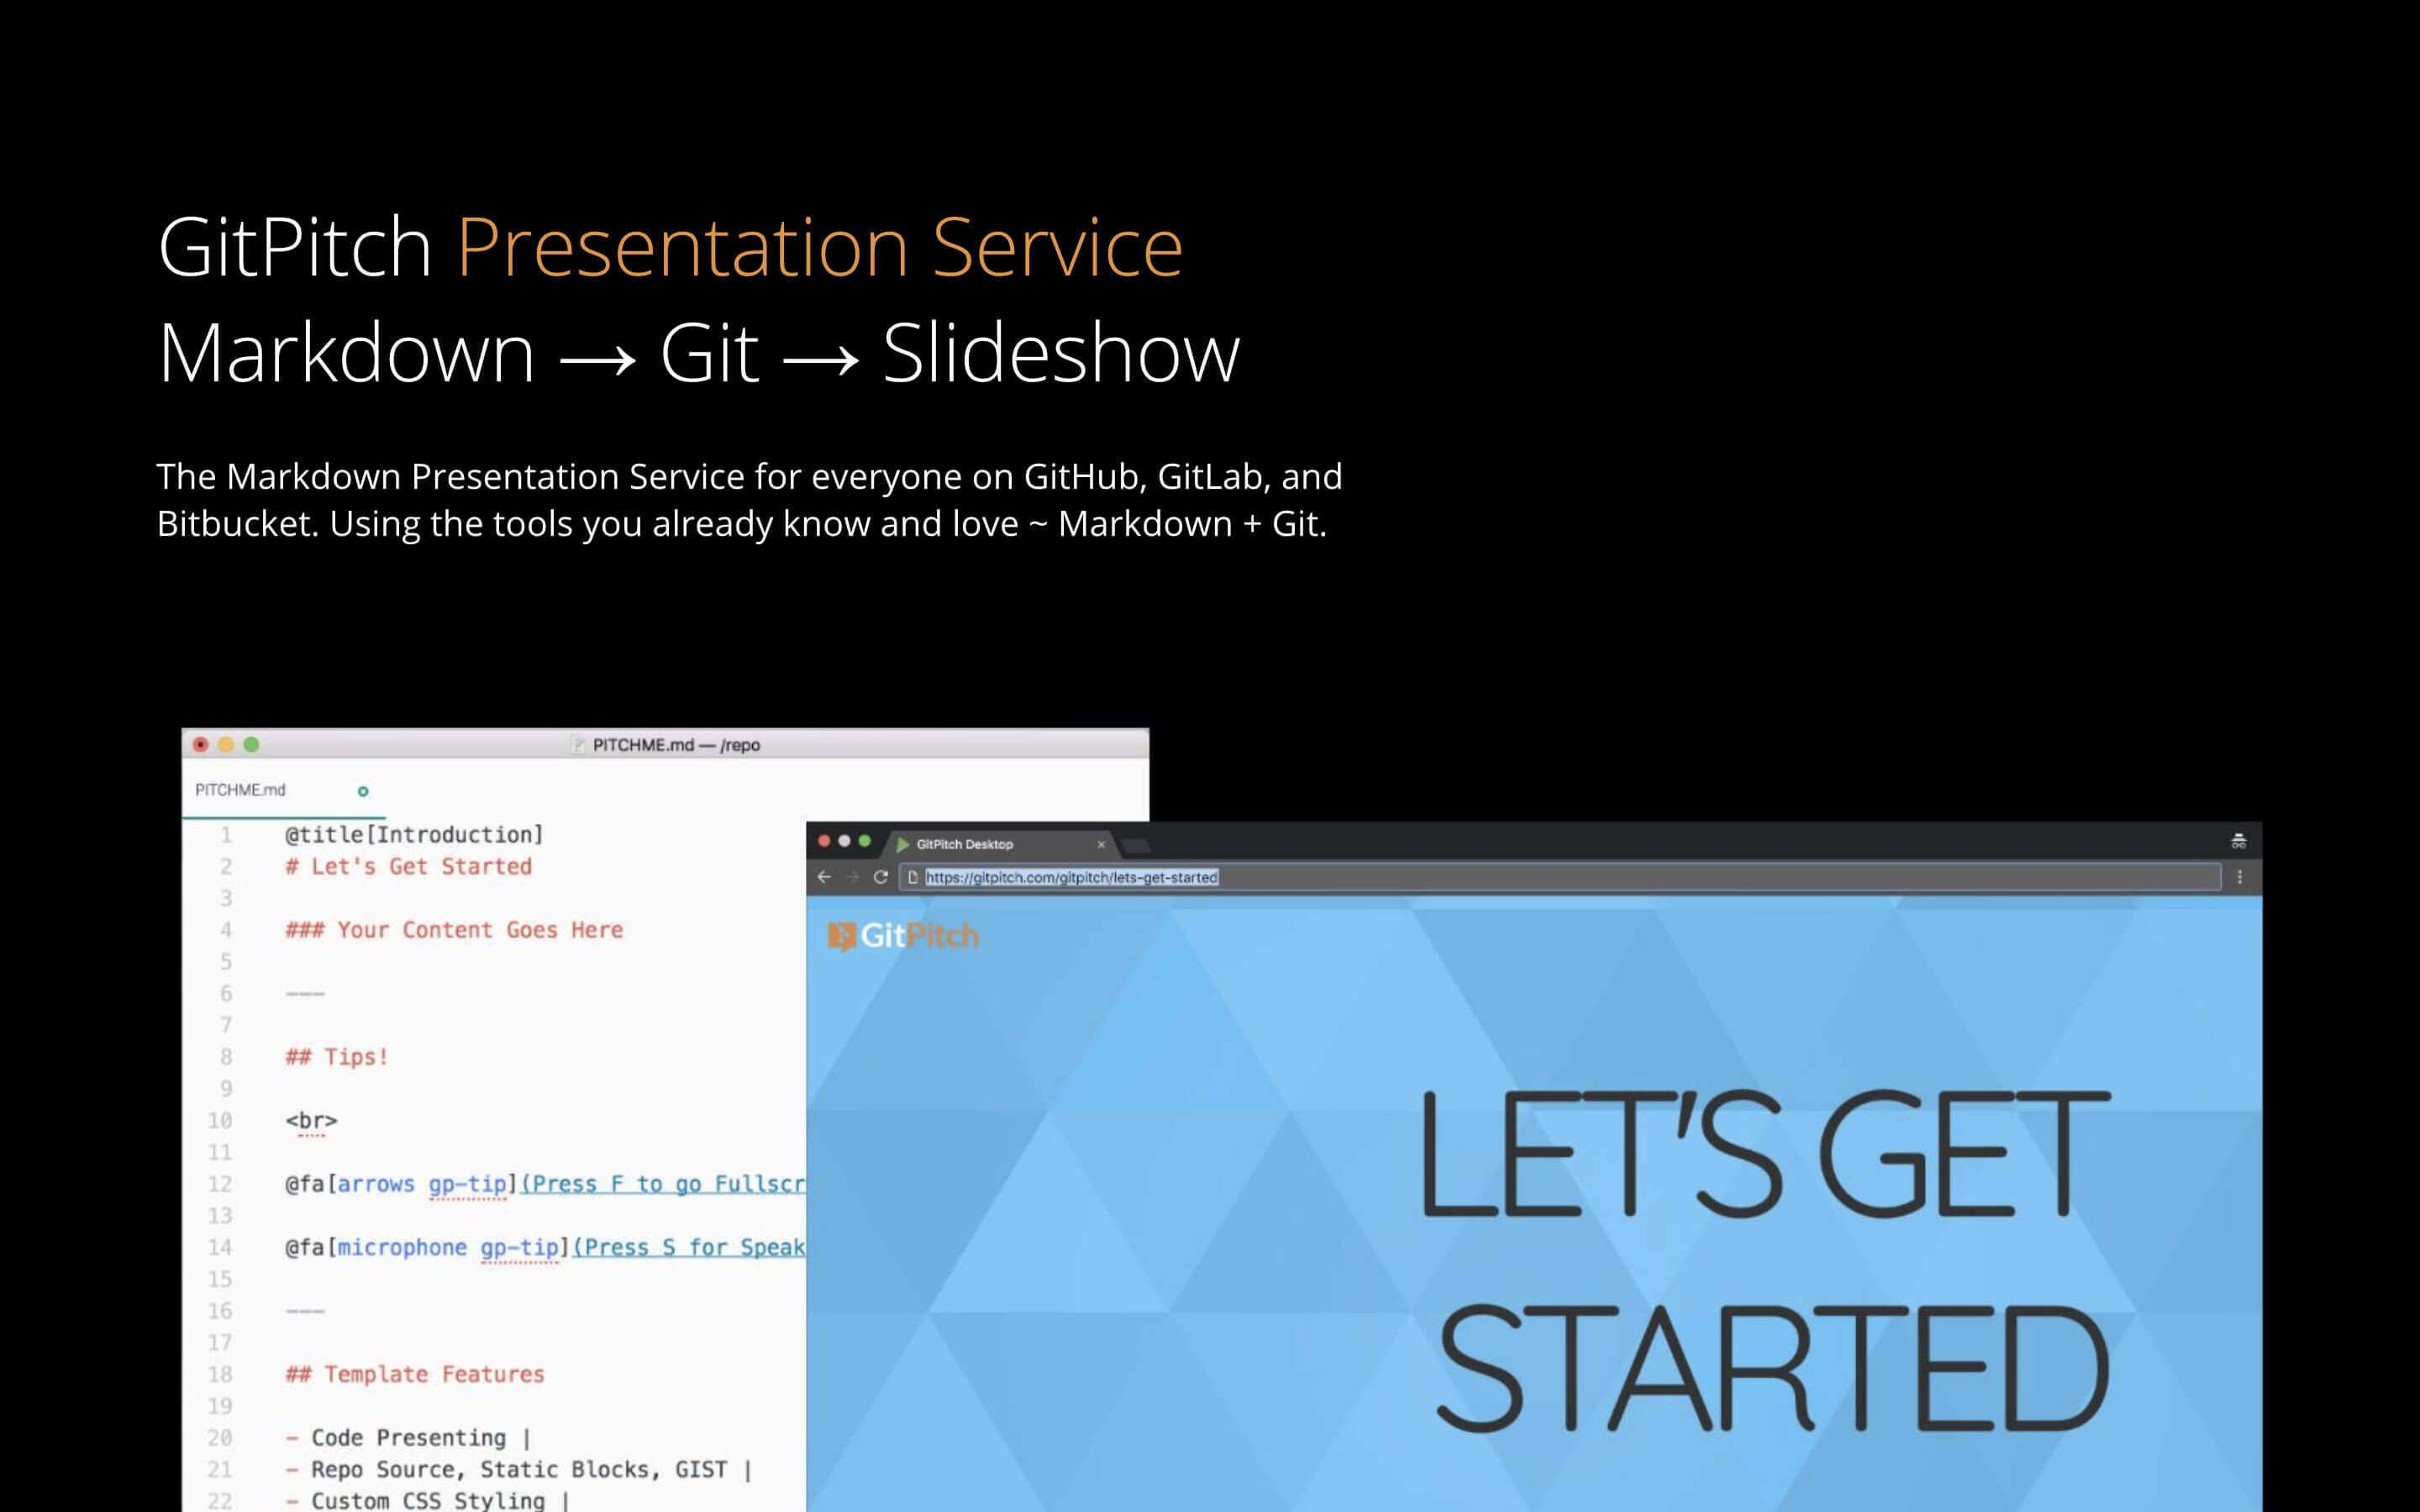 GitPitch Presentation Service
Markdown → Git → Slideshow
The Markdown Presentation Service for everyone on GitHub, GitLab, and
Bitbucket. Using the tools you already know and love ~ Markdown + Git.
PITCHME.md — /repo
PITCHME.md
1 @title[Introduction]
2 # Let's Get Started
3
4 ### Your Content Goes Here
5
6 ---
7
8 ## Tips!
9
10 <br>
11
12 @fa[arrows gp-tip](Press F to go Fullscr
13
14 @fa[microphone gp-tip](Press S for Speak
15
16 ---
17
18 ## Template Features
19
20 - Code Presenting |
21 - Repo Source, Static Blocks, GIST |
22 - Custom CSS Styling |
GitPitch Desktop
https://gitpitch.com/gitpitch/lets-get-started
GitPitch
LET'S GET
STARTED